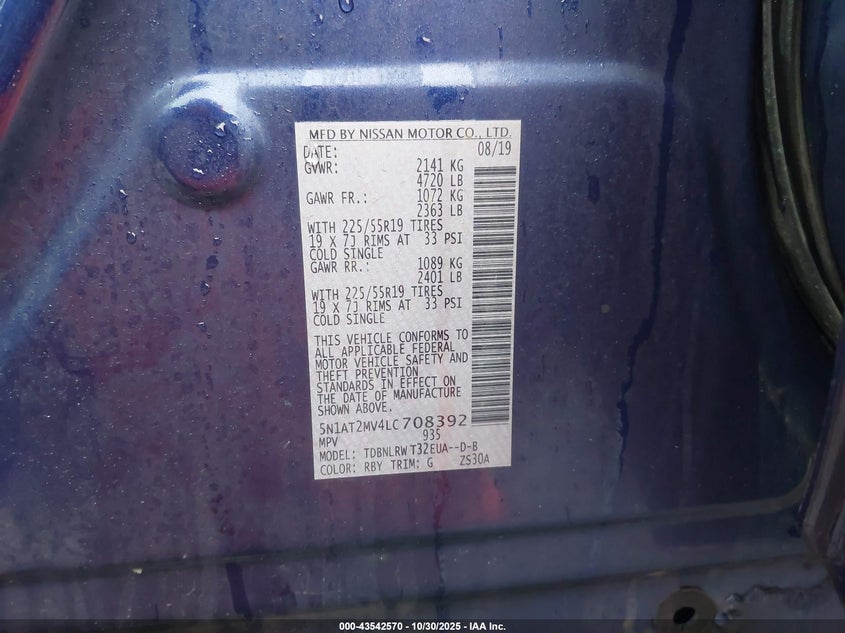 MFD BY NISSAN MOTOR CO., LTD.
DATE: 08/19
GVWR: 2141 KG
4720 LB
GAWR FR.: 1072 KG
2363 LB
WITH 225/55R19 TIRES
19 X 7J RIMS AT 33 PSI
COLD SINGLE
GAWR RR.: 1089 KG
2401 LB
WITH 225/55R19 TIRES
19 X 7J RIMS AT 33 PSI
COLD SINGLE
THIS VEHICLE CONFORMS TO
ALL APPLICABLE FEDERAL
MOTOR VEHICLE SAFETY AND
THEFT PREVENTION
STANDARDS IN EFFECT ON
THE DATE OF MANUFACTURE
SHOWN ABOVE.
5N1AT2MV4LC708392
MPV 935
MODEL: TDBNLRW T32EUA--D-B
COLOR: RBY TRIM: G ZS30A
000-43542570 - 10/30/2025 - IAA Inc.